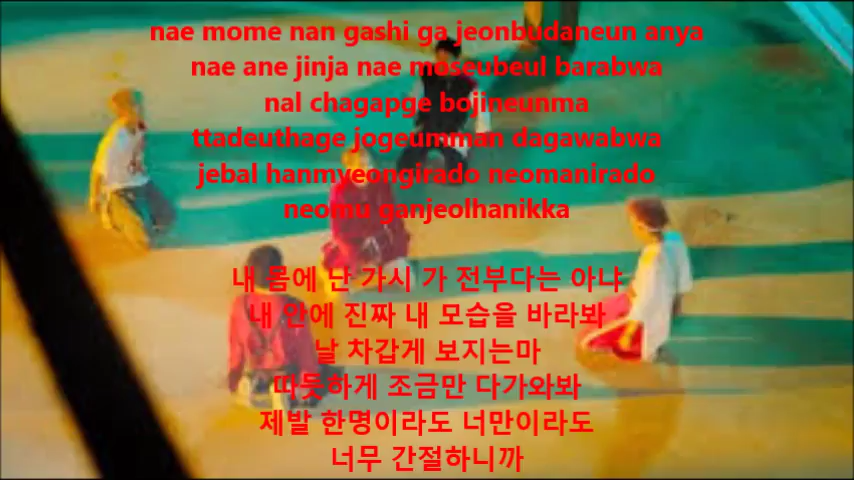 nae mome nan gashi ga jeonbudaneun anya
nae ane jinja nae moseubeul barabwa
nal chagapge bojineunma
ttadeuthage jogeumman dagawabwa
jebal hanmyeongirado neomanirado
neomu ganjeolhanikka
내 몸에 난 가시 가 전부다는 아냐
내 안에 진짜 내 모습을 바라봐
날 차갑게 보지는마
따듯하게 조금만 다가와봐
제발 한명이라도 너만이라도
너무 간절하니까